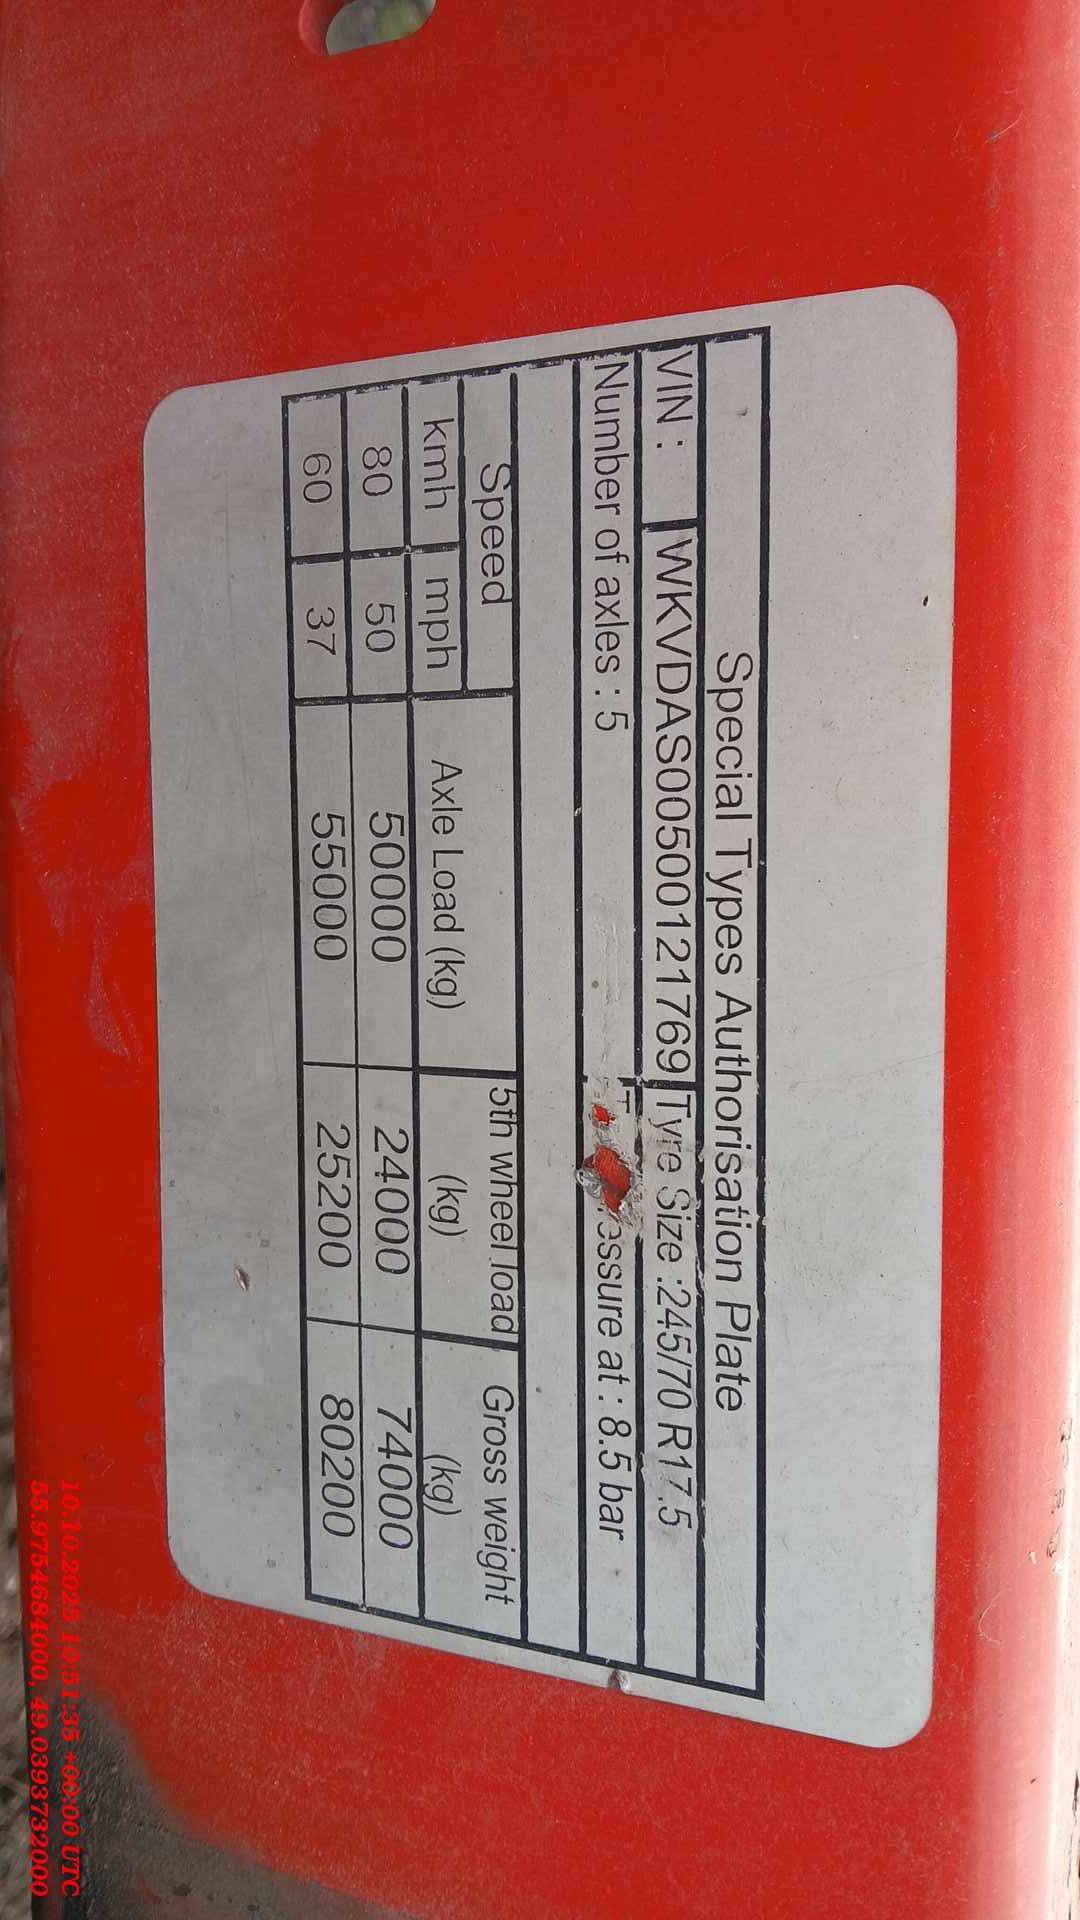 Special Types Authorisation Plate
VIN : WKVDAS00500121769 Tyre Size :245/70 R17.5
Number of axles : 5 at : 8.5 bar
Speed 5th wheel load Gross weight
kmh mph Axle Load (kg) (kg) (kg)
80 50 50000 24000 74000
60 37 55000 25200 80200
10.10.2025 10:51:35 +00:00 UTC
55.9754684000, 49.0393732000